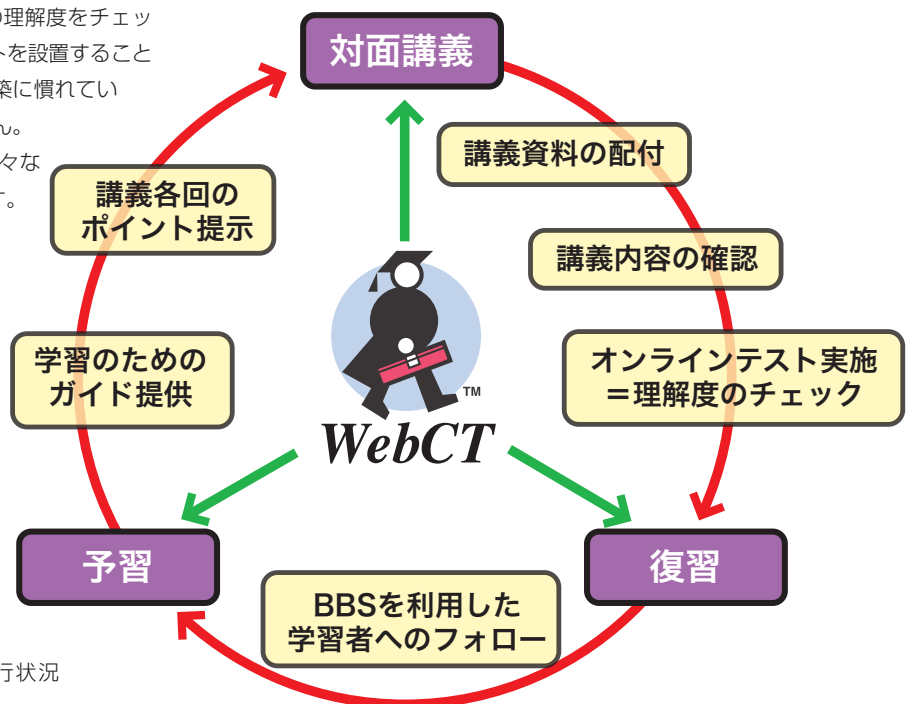 の理解度をチェッ
トを設置すること
築に慣れてい
ん。
々な
す。
対面講義
講義資料の配付
講義各回の
ポイント提示
講義内容の確認
学習のための
ガイド提供
オンラインテスト実施
＝理解度のチェック
TM
WebCT
予習
復習
BBSを利用した
学習者へのフォロー
行状況